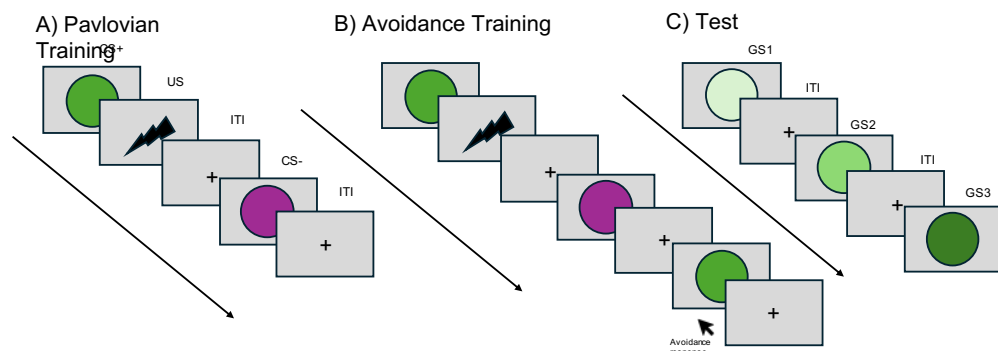 A) Pavlovian
Training
CS+
US
ITI
CS-
ITI
B) Avoidance Training
Avoidance
C) Test
GS1
ITI
GS2
ITI
GS3